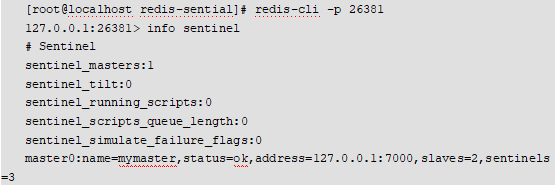 [root@localhost redis-sential]# redis-cli -p 26381
127.0.0.1:26381> info sentinel
# Sentinel
sentinel_masters:1
sentinel_tilt:0
sentinel_running_scripts:0
sentinel_scripts_queue_length:0
sentinel_simulate_failure_flags:0
master0:name=mymaster,status=ok,address=127.0.0.1:7000,slaves=2,sentinels
=3